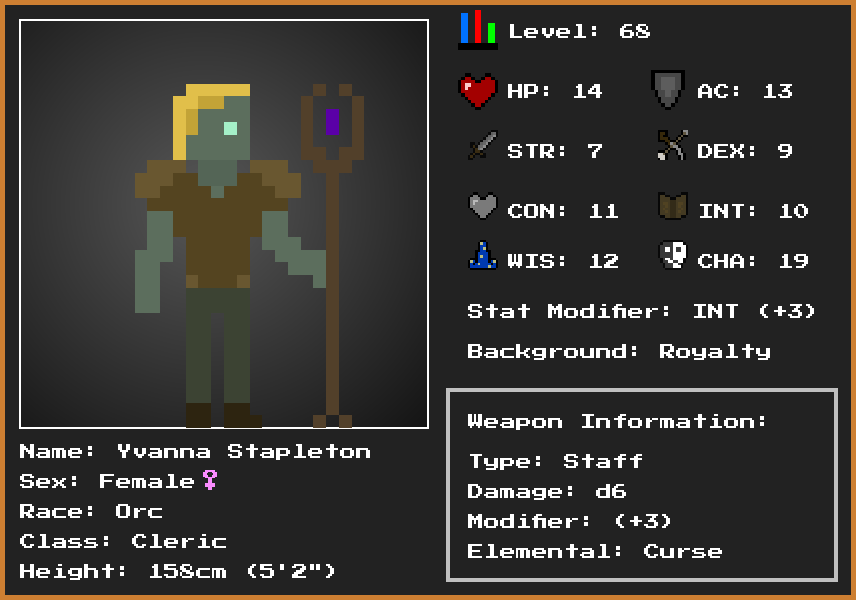 Level: 68
HP: 14
AC: 13
STR: 7
DEX: 9
CON: 11
INT: 10
WIS: 12
CHA: 19
Stat Modifier: INT (+3)
Background: Royalty
Weapon Information:
Type: Staff
Damage: d6
Modifier: (+3)
Elemental: Curse
Name: Yvanna Stapleton
Sex: Female♀
Race: Orc
Class: Cleric
Height: 158cm (5'2")